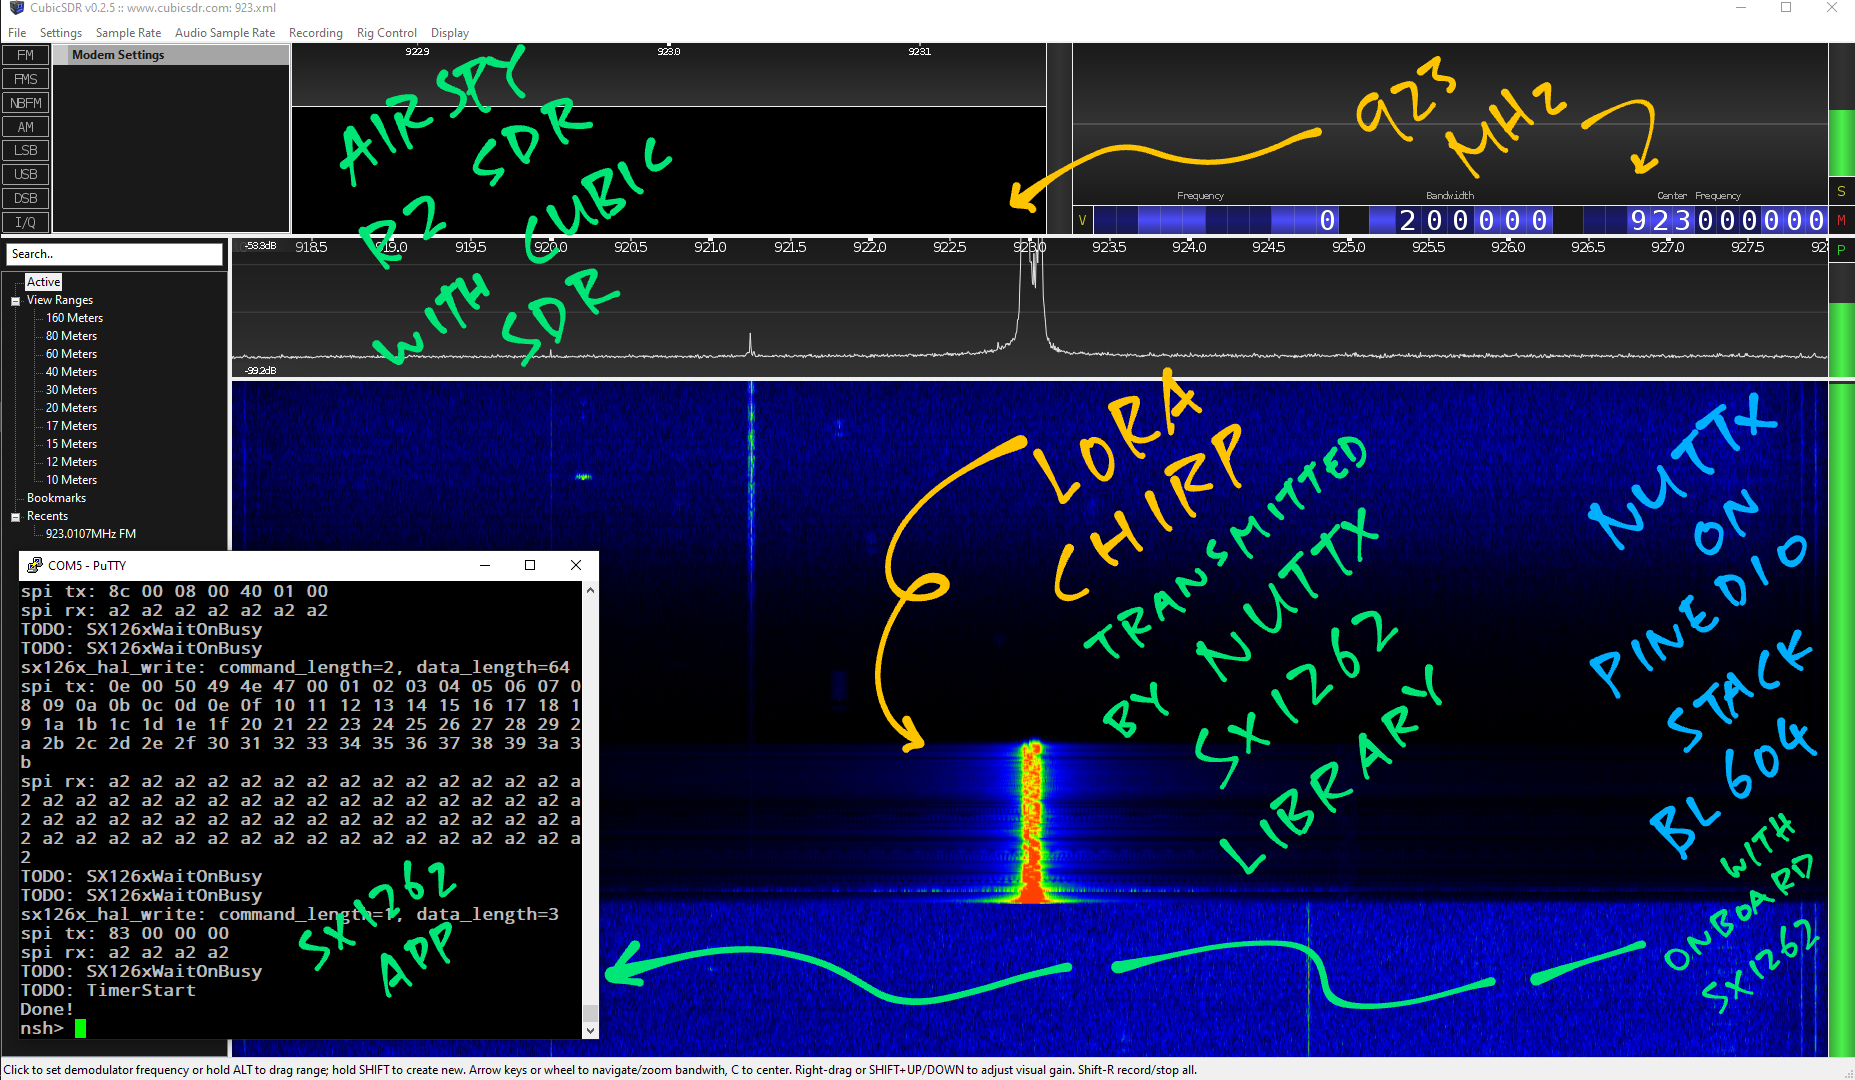 CubicSDR v0.2.5 :: www.cubicsdr.com: 923.xml
File Settings Sample Rate Audio Sample Rate Recording Rig Control Display
FM
FMS
NBFM
AM
LSB
USB
DSB
I/Q
Modem Settings
922.9 923.0 923.1
AIRSPY
R2 SDR
WITH CUBIC
SDR
923
MHz
Frequency Bandwidth Center Frequency
V 0 200000 923000000
S
M
P
Search..
-53.3dB 918.5 919.0 919.5 920.0 920.5 921.0 921.5 922.0 922.5 923.0 923.5 924.0 924.5 925.0 925.5 926.0 926.5 927.0 927.5 928
-99.2dB
Active
View Ranges
160 Meters
80 Meters
60 Meters
40 Meters
30 Meters
20 Meters
17 Meters
15 Meters
12 Meters
10 Meters
Bookmarks
Recents
923.0107MHz FM
LORA
CHIRP
TRANSMITTED
BY NUTTX
SX1262
LIBRARY
NUTTX
ON
PINEDIO
STACK
BL604
WITH
ONBOARD
SX1262
COM5 - PuTTY
spi tx: 8c 00 08 00 40 01 00
spi rx: a2 a2 a2 a2 a2 a2 a2
TODO: SX126xWaitOnBusy
TODO: SX126xWaitOnBusy
sx126x_hal_write: command_length=2, data_length=64
spi tx: 0e 00 50 49 4e 47 00 01 02 03 04 05 06 07 0
8 09 0a 0b 0c 0d 0e 0f 10 11 12 13 14 15 16 17 18 1
9 1a 1b 1c 1d 1e 1f 20 21 22 23 24 25 26 27 28 29 2
a 2b 2c 2d 2e 2f 30 31 32 33 34 35 36 37 38 39 3a 3
b
spi rx: a2 a2 a2 a2 a2 a2 a2 a2 a2 a2 a2 a2 a2 a2 a
2 a2 a2 a2 a2 a2 a2 a2 a2 a2 a2 a2 a2 a2 a2 a2 a2 a
2 a2 a2 a2 a2 a2 a2 a2 a2 a2 a2 a2 a2 a2 a2 a2 a2 a
2 a2 a2 a2 a2 a2 a2 a2 a2 a2 a2 a2 a2 a2 a2 a2 a2 a
2
TODO: SX126xWaitOnBusy
TODO: SX126xWaitOnBusy
sx126x_hal_write: command_length=1, data_length=3
spi tx: 83 00 00 00
spi rx: a2 a2 a2 a2
TODO: SX126xWaitOnBusy
TODO: TimerStart
Done!
nsh>
SX1262
APP
Click to set demodulator frequency or hold ALT to drag range; hold SHIFT to create new. Arrow keys or wheel to navigate/zoom bandwith, C to center. Right-drag or SHIFT+UP/DOWN to adjust visual gain. Shift-R record/stop all.